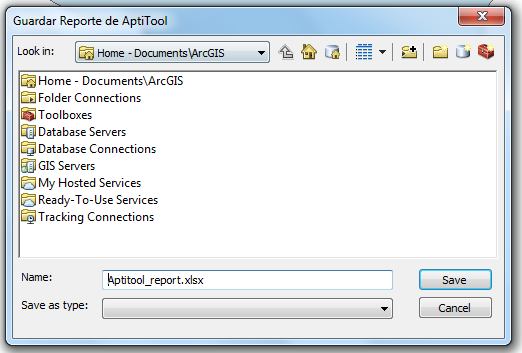 Guardar Reporte de AptiTool
Look in: Home - Documents\ArcGIS
Home - Documents\ArcGIS
Folder Connections
Toolboxes
Database Servers
Database Connections
GIS Servers
My Hosted Services
Ready-To-Use Services
Tracking Connections
Name: Aptitool_report.xlsx Save
Save as type: Cancel